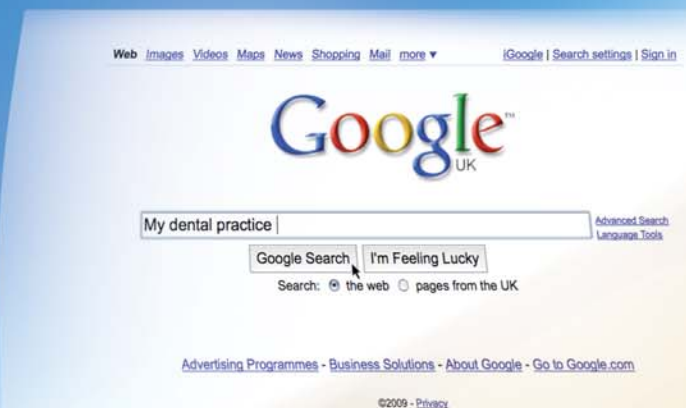 Web Images Videos Maps News Shopping Mail more ▼ iGoogle | Search settings | Sign in
Google™
UK
My dental practice
Advanced Search
Language Tools
Google Search I'm Feeling Lucky
Search: the web pages from the UK
Advertising Programmes - Business Solutions - About Google - Go to Google.com
©2009 - Privacy